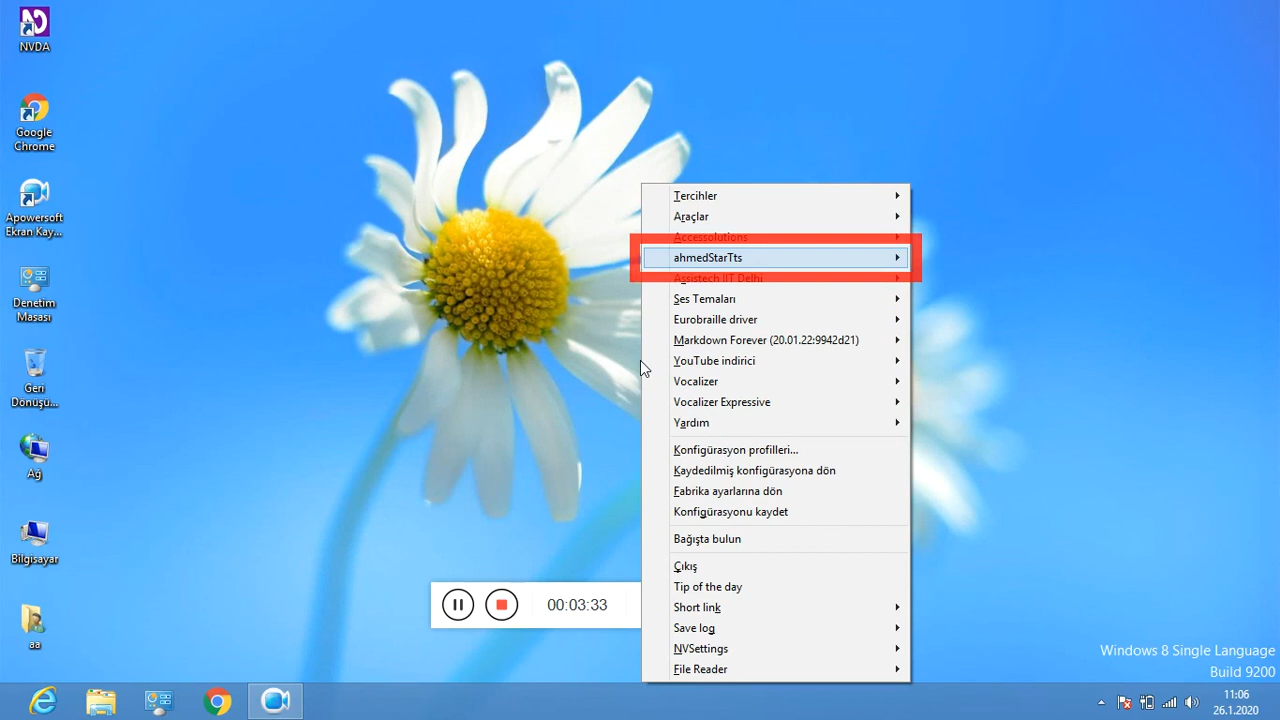 NVDA
Google
Chrome
Apowersoft
Ekran Kay...
Denetim
Masası
Geri
Dönüşü...
Ağ
Bilgisayar
aa
Tercihler
Araçlar
Accessolutions
ahmedStarTts
Assistech IIT Delhi
Ses Temaları
Eurobraille driver
Markdown Forever (20.01.22:9942d21)
YouTube indirici
Vocalizer
Vocalizer Expressive
Yardım
Konfigürasyon profilleri...
Kaydedilmiş konfigürasyona dön
Fabrika ayarlarına dön
Konfigürasyonu kaydet
Bağışta bulun
Çıkış
Tip of the day
Short link
Save log
NVSettings
File Reader
00:03:33
Windows 8 Single Language
Build 9200
11:06
26.1.2020